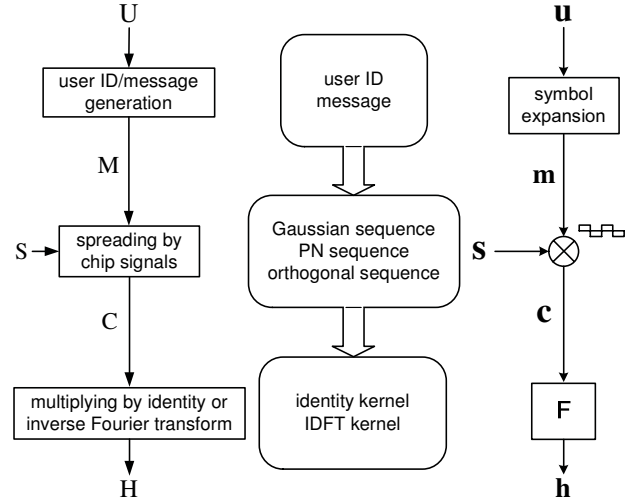 U
user ID/message
generation
M
S
spreading by
chip signals
C
multiplying by identity or
inverse Fourier transform
H
user ID
message
Gaussian sequence
PN sequence
orthogonal sequence
identity kernel
IDFT kernel
u
symbol
expansion
m
s
c
F
h